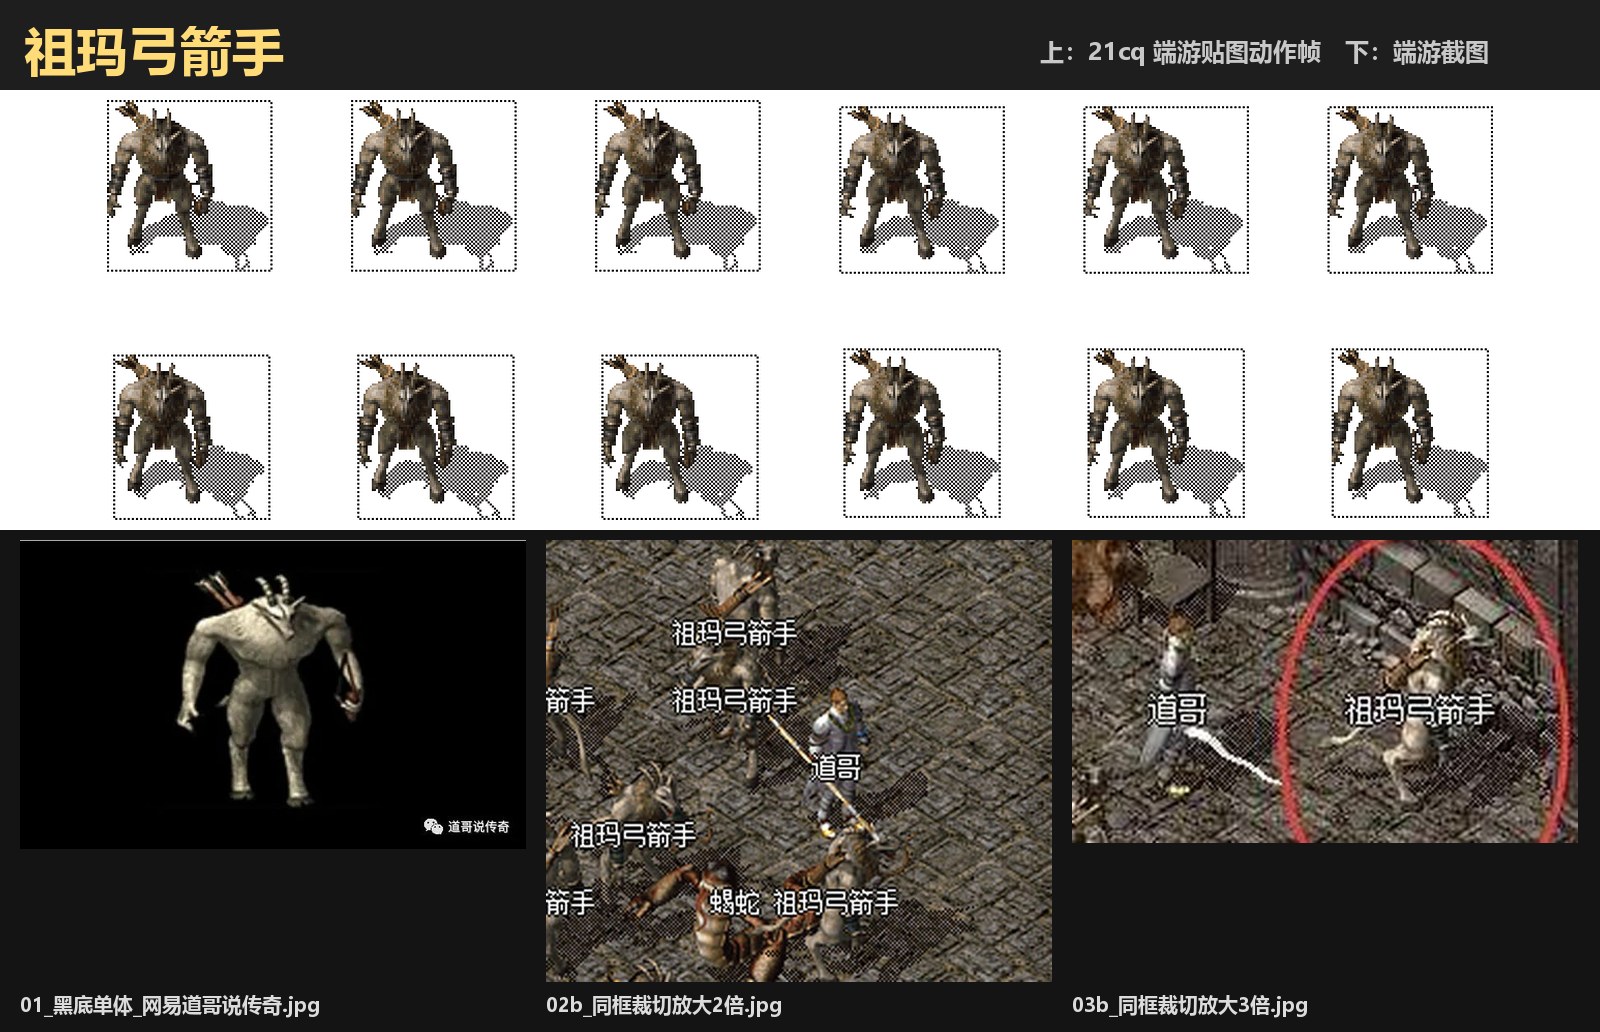 祖玛弓箭手
上：21cq 端游贴图动作帧　下：端游截图
道哥说传奇
祖玛弓箭手
箭手 祖玛弓箭手
道哥
祖玛弓箭手
箭手 蝎蛇 祖玛弓箭手
道哥 祖玛弓箭手
01_黑底单体_网易道哥说传奇.jpg
02b_同框裁切放大2倍.jpg
03b_同框裁切放大3倍.jpg